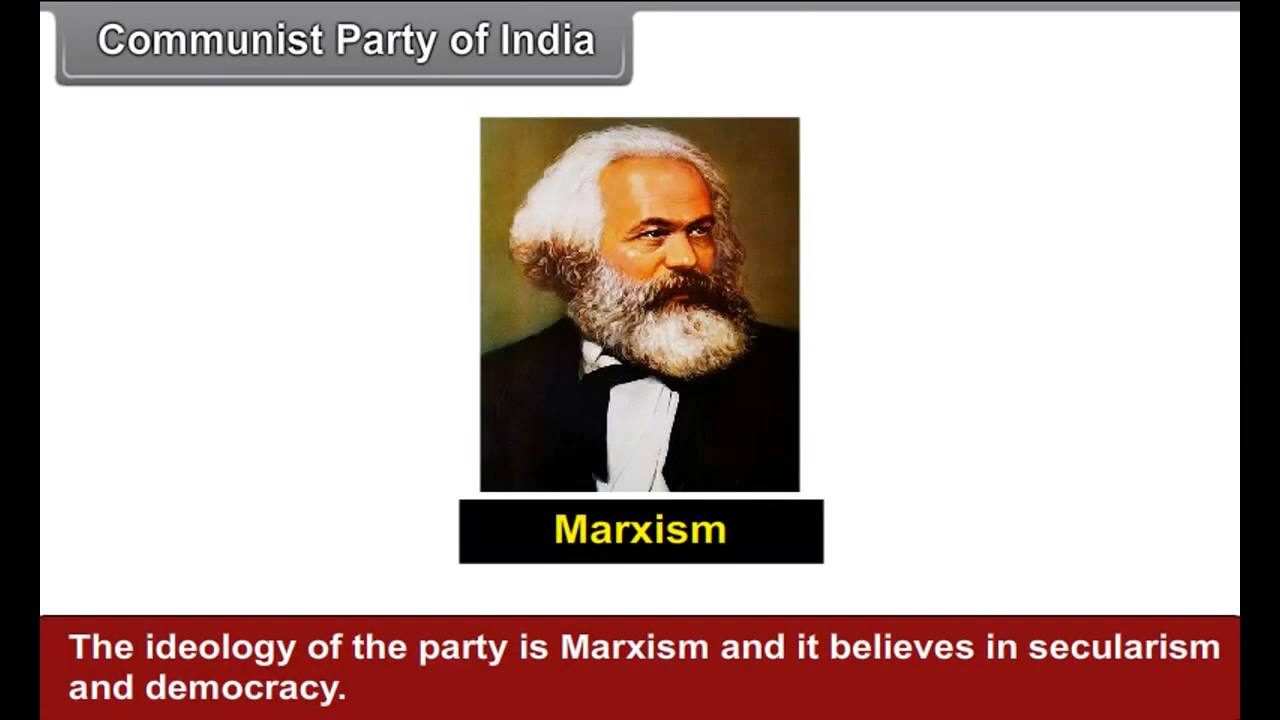 Communist Party of India
Marxism
The ideology of the party is Marxism and it believes in secularism
and democracy.